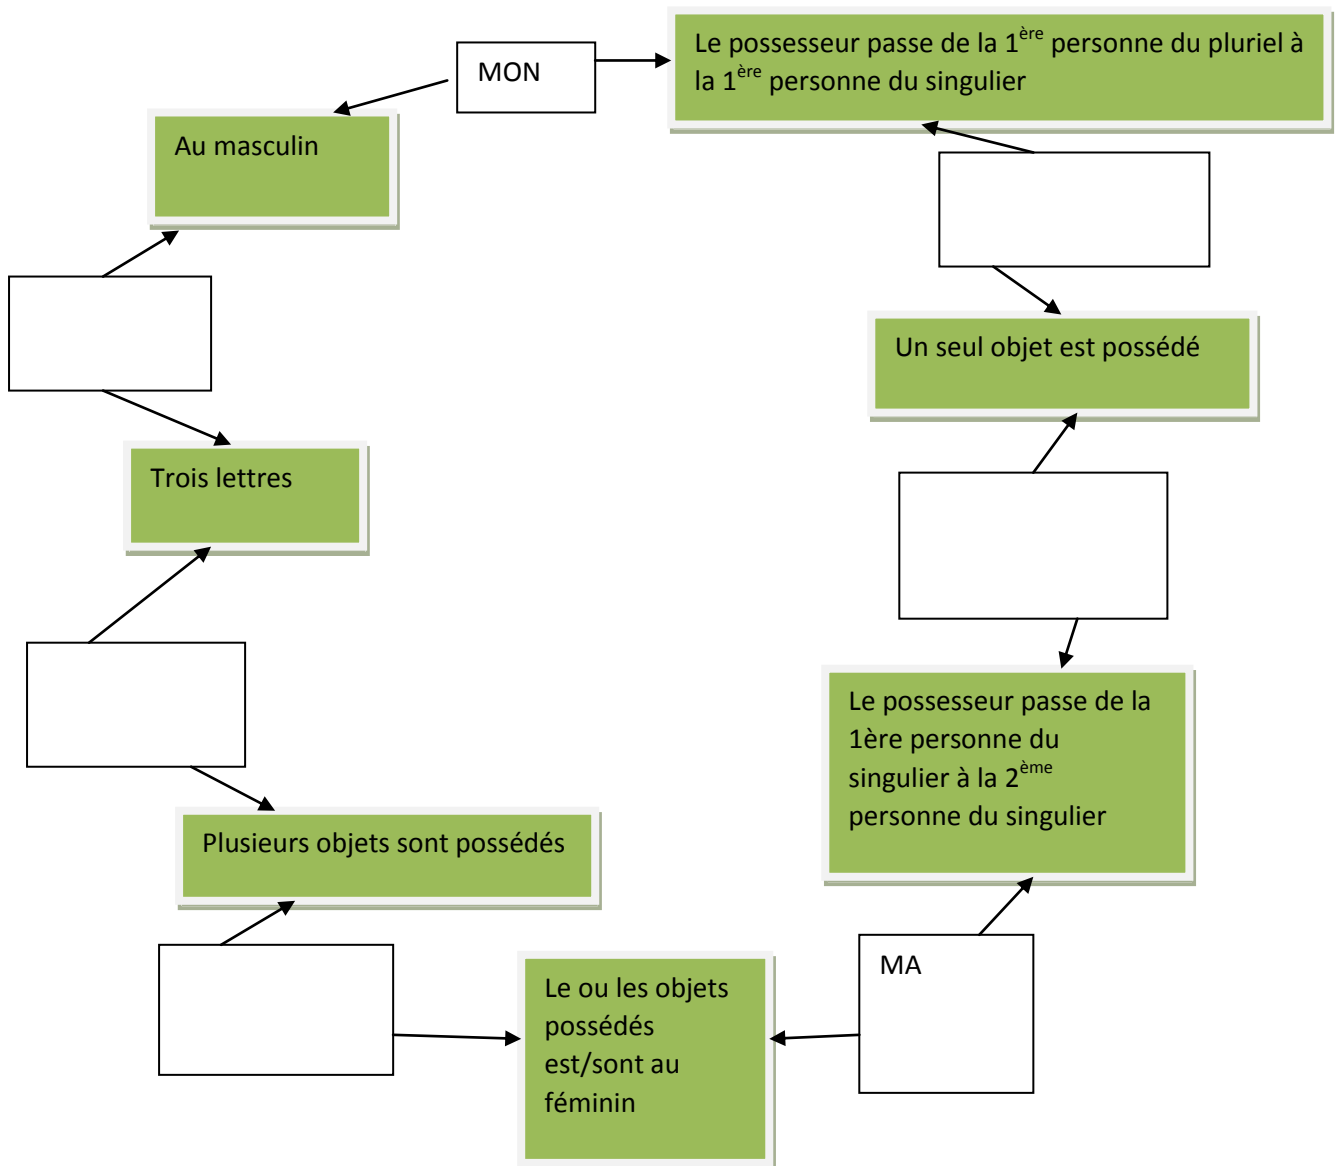 MON
Le possesseur passe de la 1ère personne du pluriel à
la 1ère personne du singulier
Au masculin
Un seul objet est possédé
Trois lettres
Le possesseur passe de la
1ère personne du
singulier à la 2ème
personne du singulier
Plusieurs objets sont possédés
MA
Le ou les objets
possédés
est/sont au
féminin